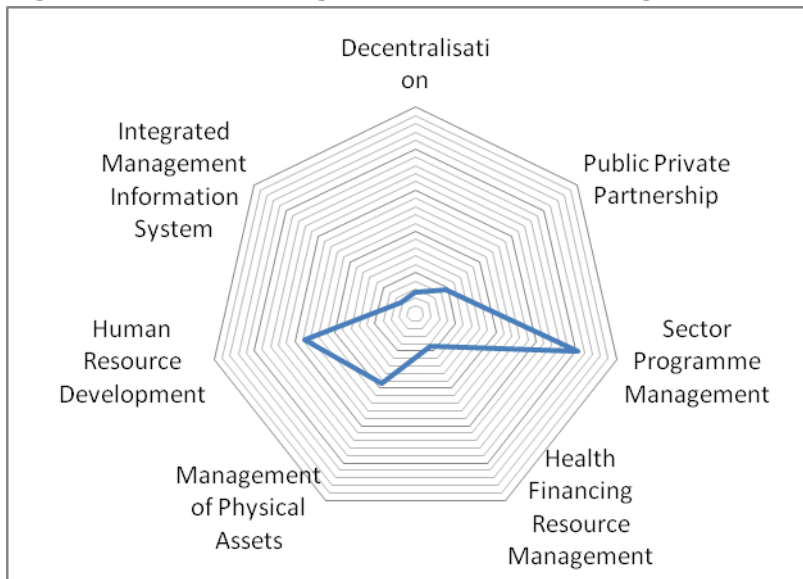 Decentralisati
on
Public Private
Partnership
Sector
Programme
Management
Health
Financing
Resource
Management
Management
of Physical
Assets
Human
Resource
Development
Integrated
Management
Information
System